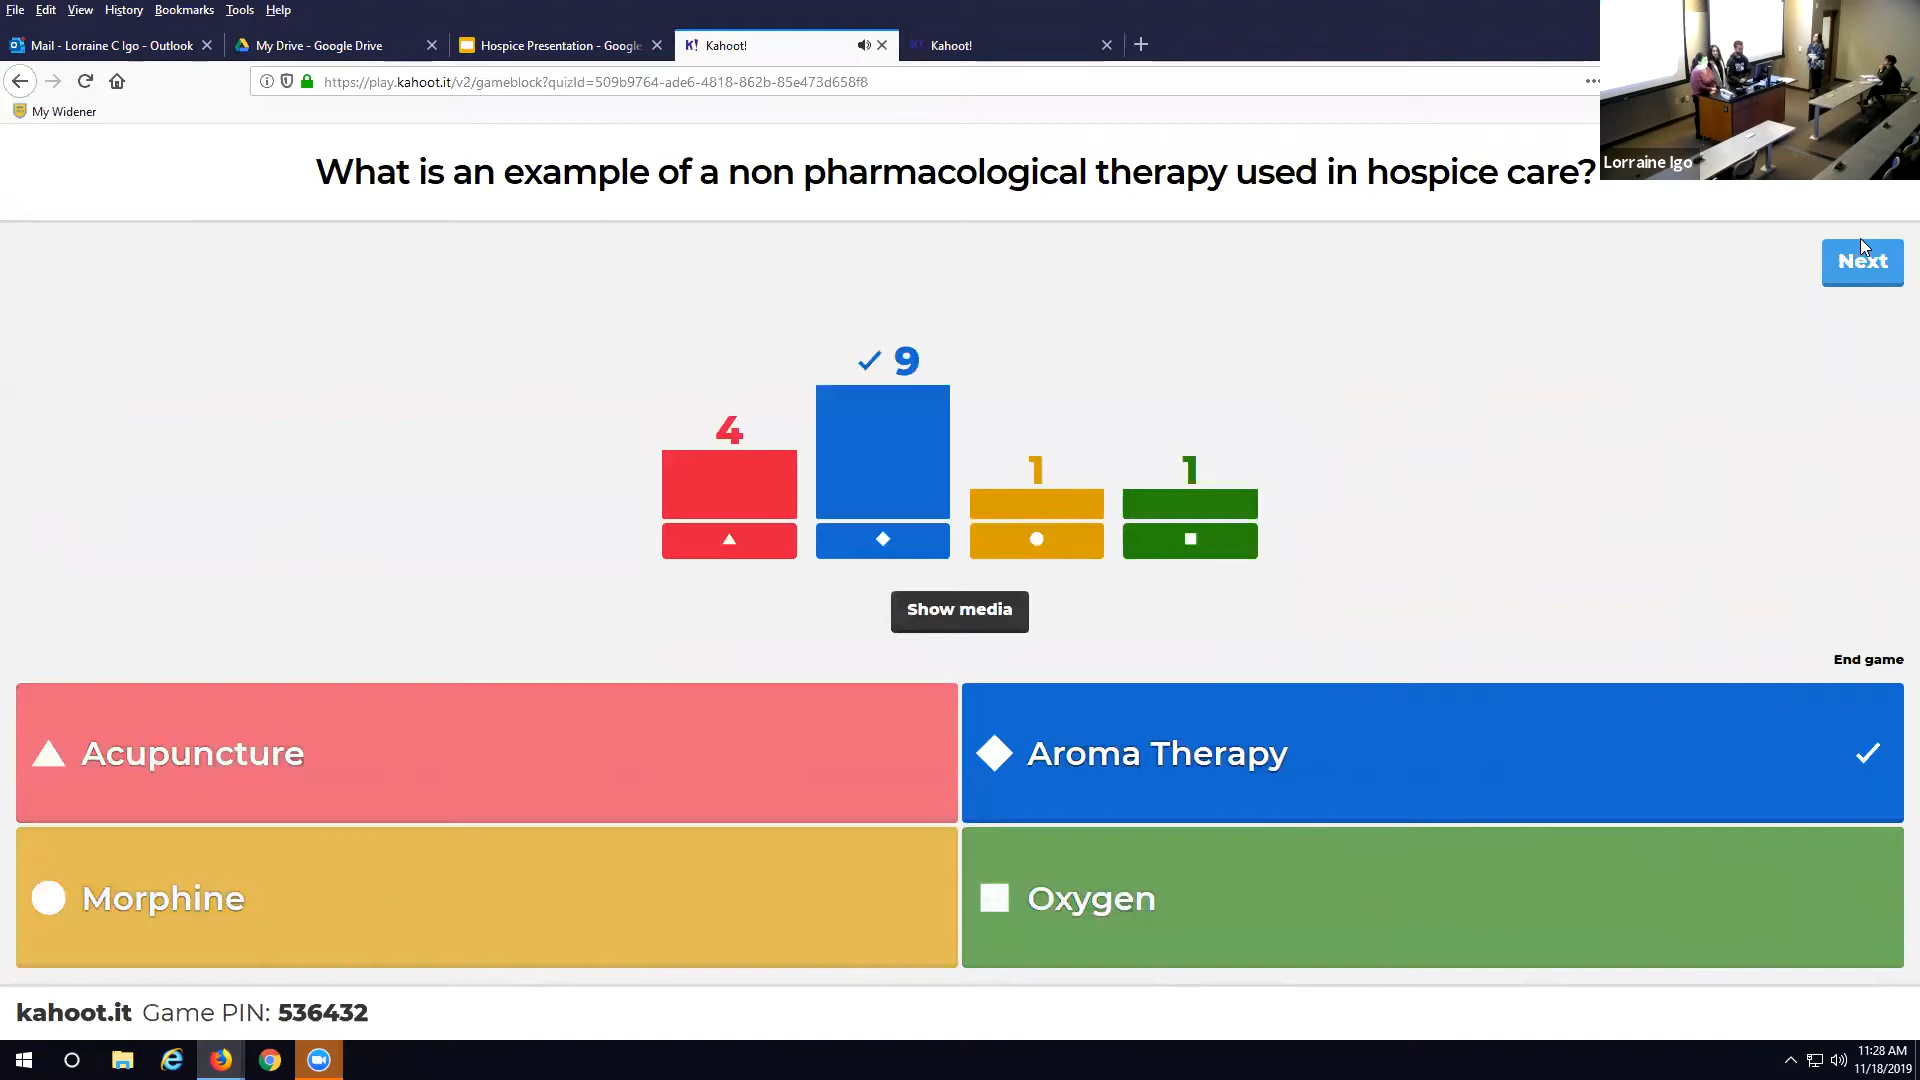 File Edit View History Bookmarks Tools Help
Mail - Lorraine C Igo - Outlook
My Drive - Google Drive
Hospice Presentation - Google
K! Kahoot!
K! Kahoot!
https://play.kahoot.it/v2/gameblock?quizId=509b9764-ade6-4818-862b-85e473d658f8
My Widener
Lorraine Igo
What is an example of a non pharmacological therapy used in hospice care?
Next
9
4
1
1
Show media
End game
Acupuncture
Aroma Therapy
Morphine
Oxygen
kahoot.it Game PIN: 536432
11:28 AM
11/18/2019